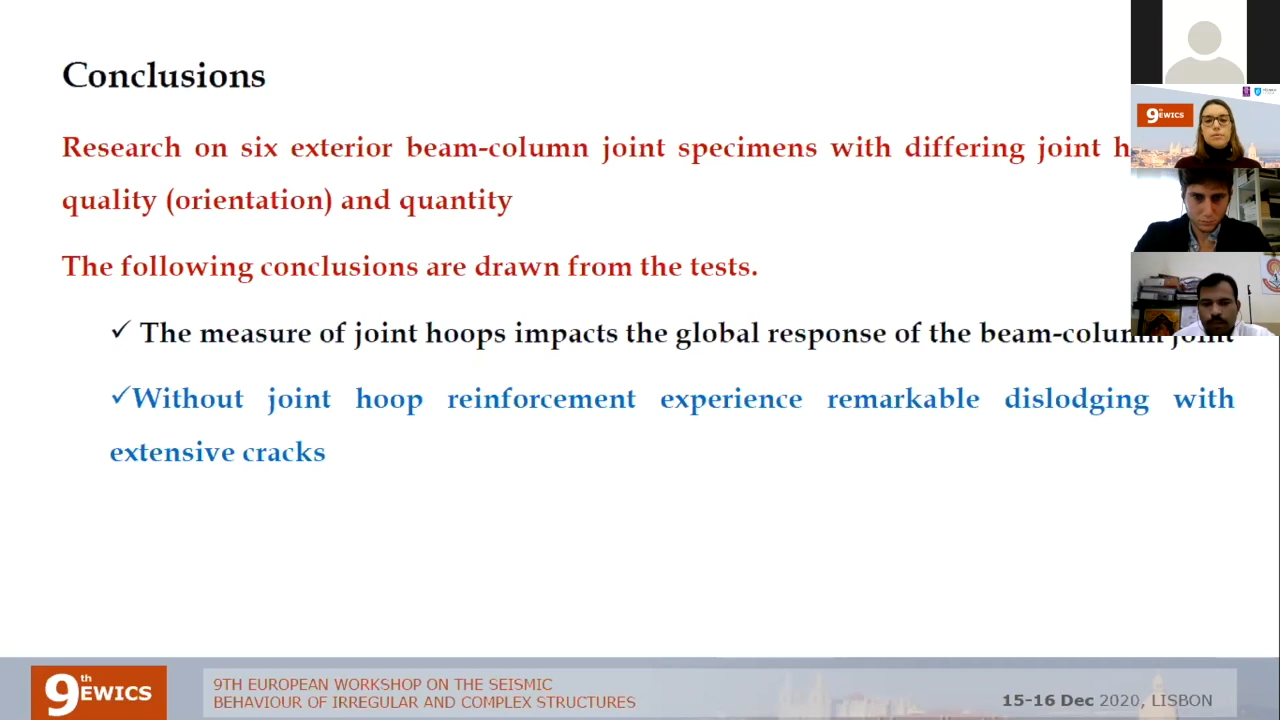 Conclusions
Research on six exterior beam-column joint specimens with differing joint
quality (orientation) and quantity
The following conclusions are drawn from the tests.
✓ The measure of joint hoops impacts the global response of the beam-column joint
✓Without joint hoop reinforcement experience remarkable dislodging with
extensive cracks
9th EWICS
9th EWICS
9TH EUROPEAN WORKSHOP ON THE SEISMIC
BEHAVIOUR OF IRREGULAR AND COMPLEX STRUCTURES
15-16 Dec 2020, LISBON